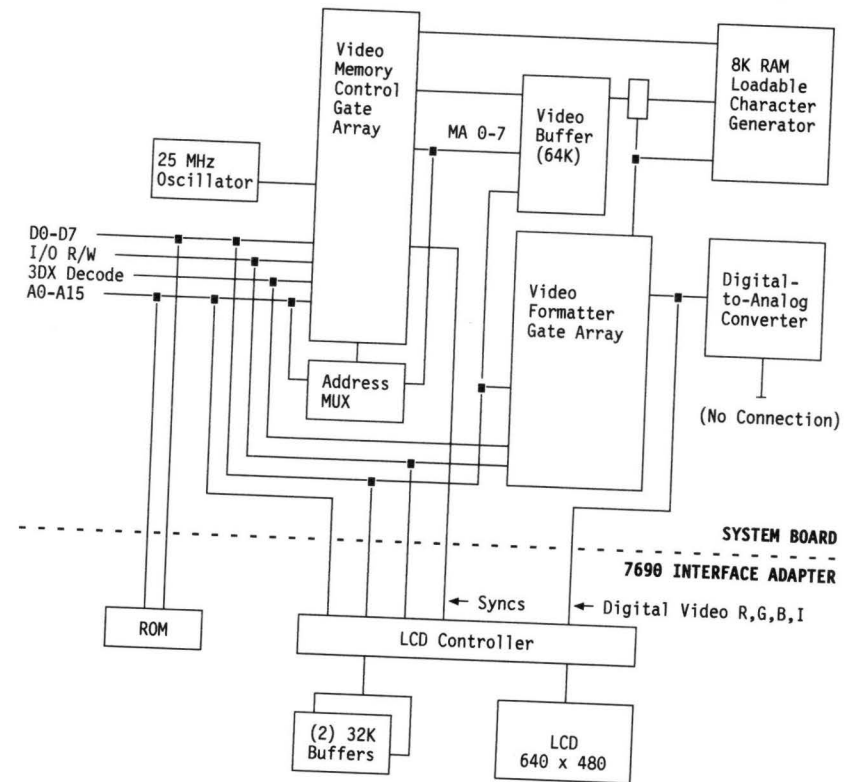 Video
Memory
Control
Gate
Array
8K RAM
Loadable
Character
Generator
Video
Buffer
(64K)
MA 0-7
25 MHz
Oscillator
D0-D7
I/O R/W
3DX Decode
A0-A15
Video
Formatter
Gate Array
Digital-
to-Analog
Converter
Address
MUX
(No Connection)
SYSTEM BOARD
7690 INTERFACE ADAPTER
Syncs
Digital Video R,G,B,I
ROM
LCD Controller
(2) 32K
Buffers
LCD
640 x 480